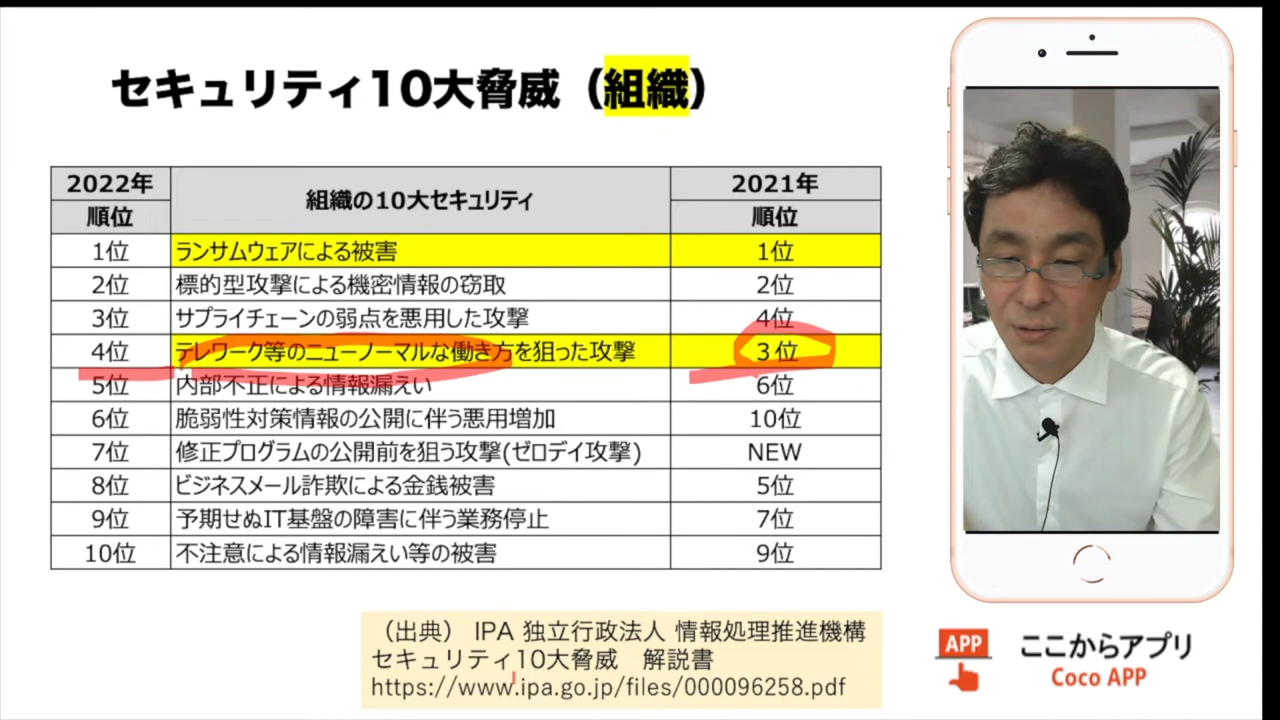 セキュリティ10大脅威（組織）
2022年 組織の10大セキュリティ 2021年
順位 順位
1位 ランサムウェアによる被害 1位
2位 標的型攻撃による機密情報の窃取 2位
3位 サプライチェーンの弱点を悪用した攻撃 4位
4位 テレワーク等のニューノーマルな働き方を狙った攻撃 3位
5位 内部不正による情報漏えい 6位
6位 脆弱性対策情報の公開に伴う悪用増加 10位
7位 修正プログラムの公開前を狙う攻撃(ゼロデイ攻撃) NEW
8位 ビジネスメール詐欺による金銭被害 5位
9位 予期せぬIT基盤の障害に伴う業務停止 7位
10位 不注意による情報漏えい等の被害 9位
（出典） IPA 独立行政法人 情報処理推進機構
セキュリティ10大脅威　解説書
https://www.ipa.go.jp/files/000096258.pdf
APP ここからアプリ
Coco APP